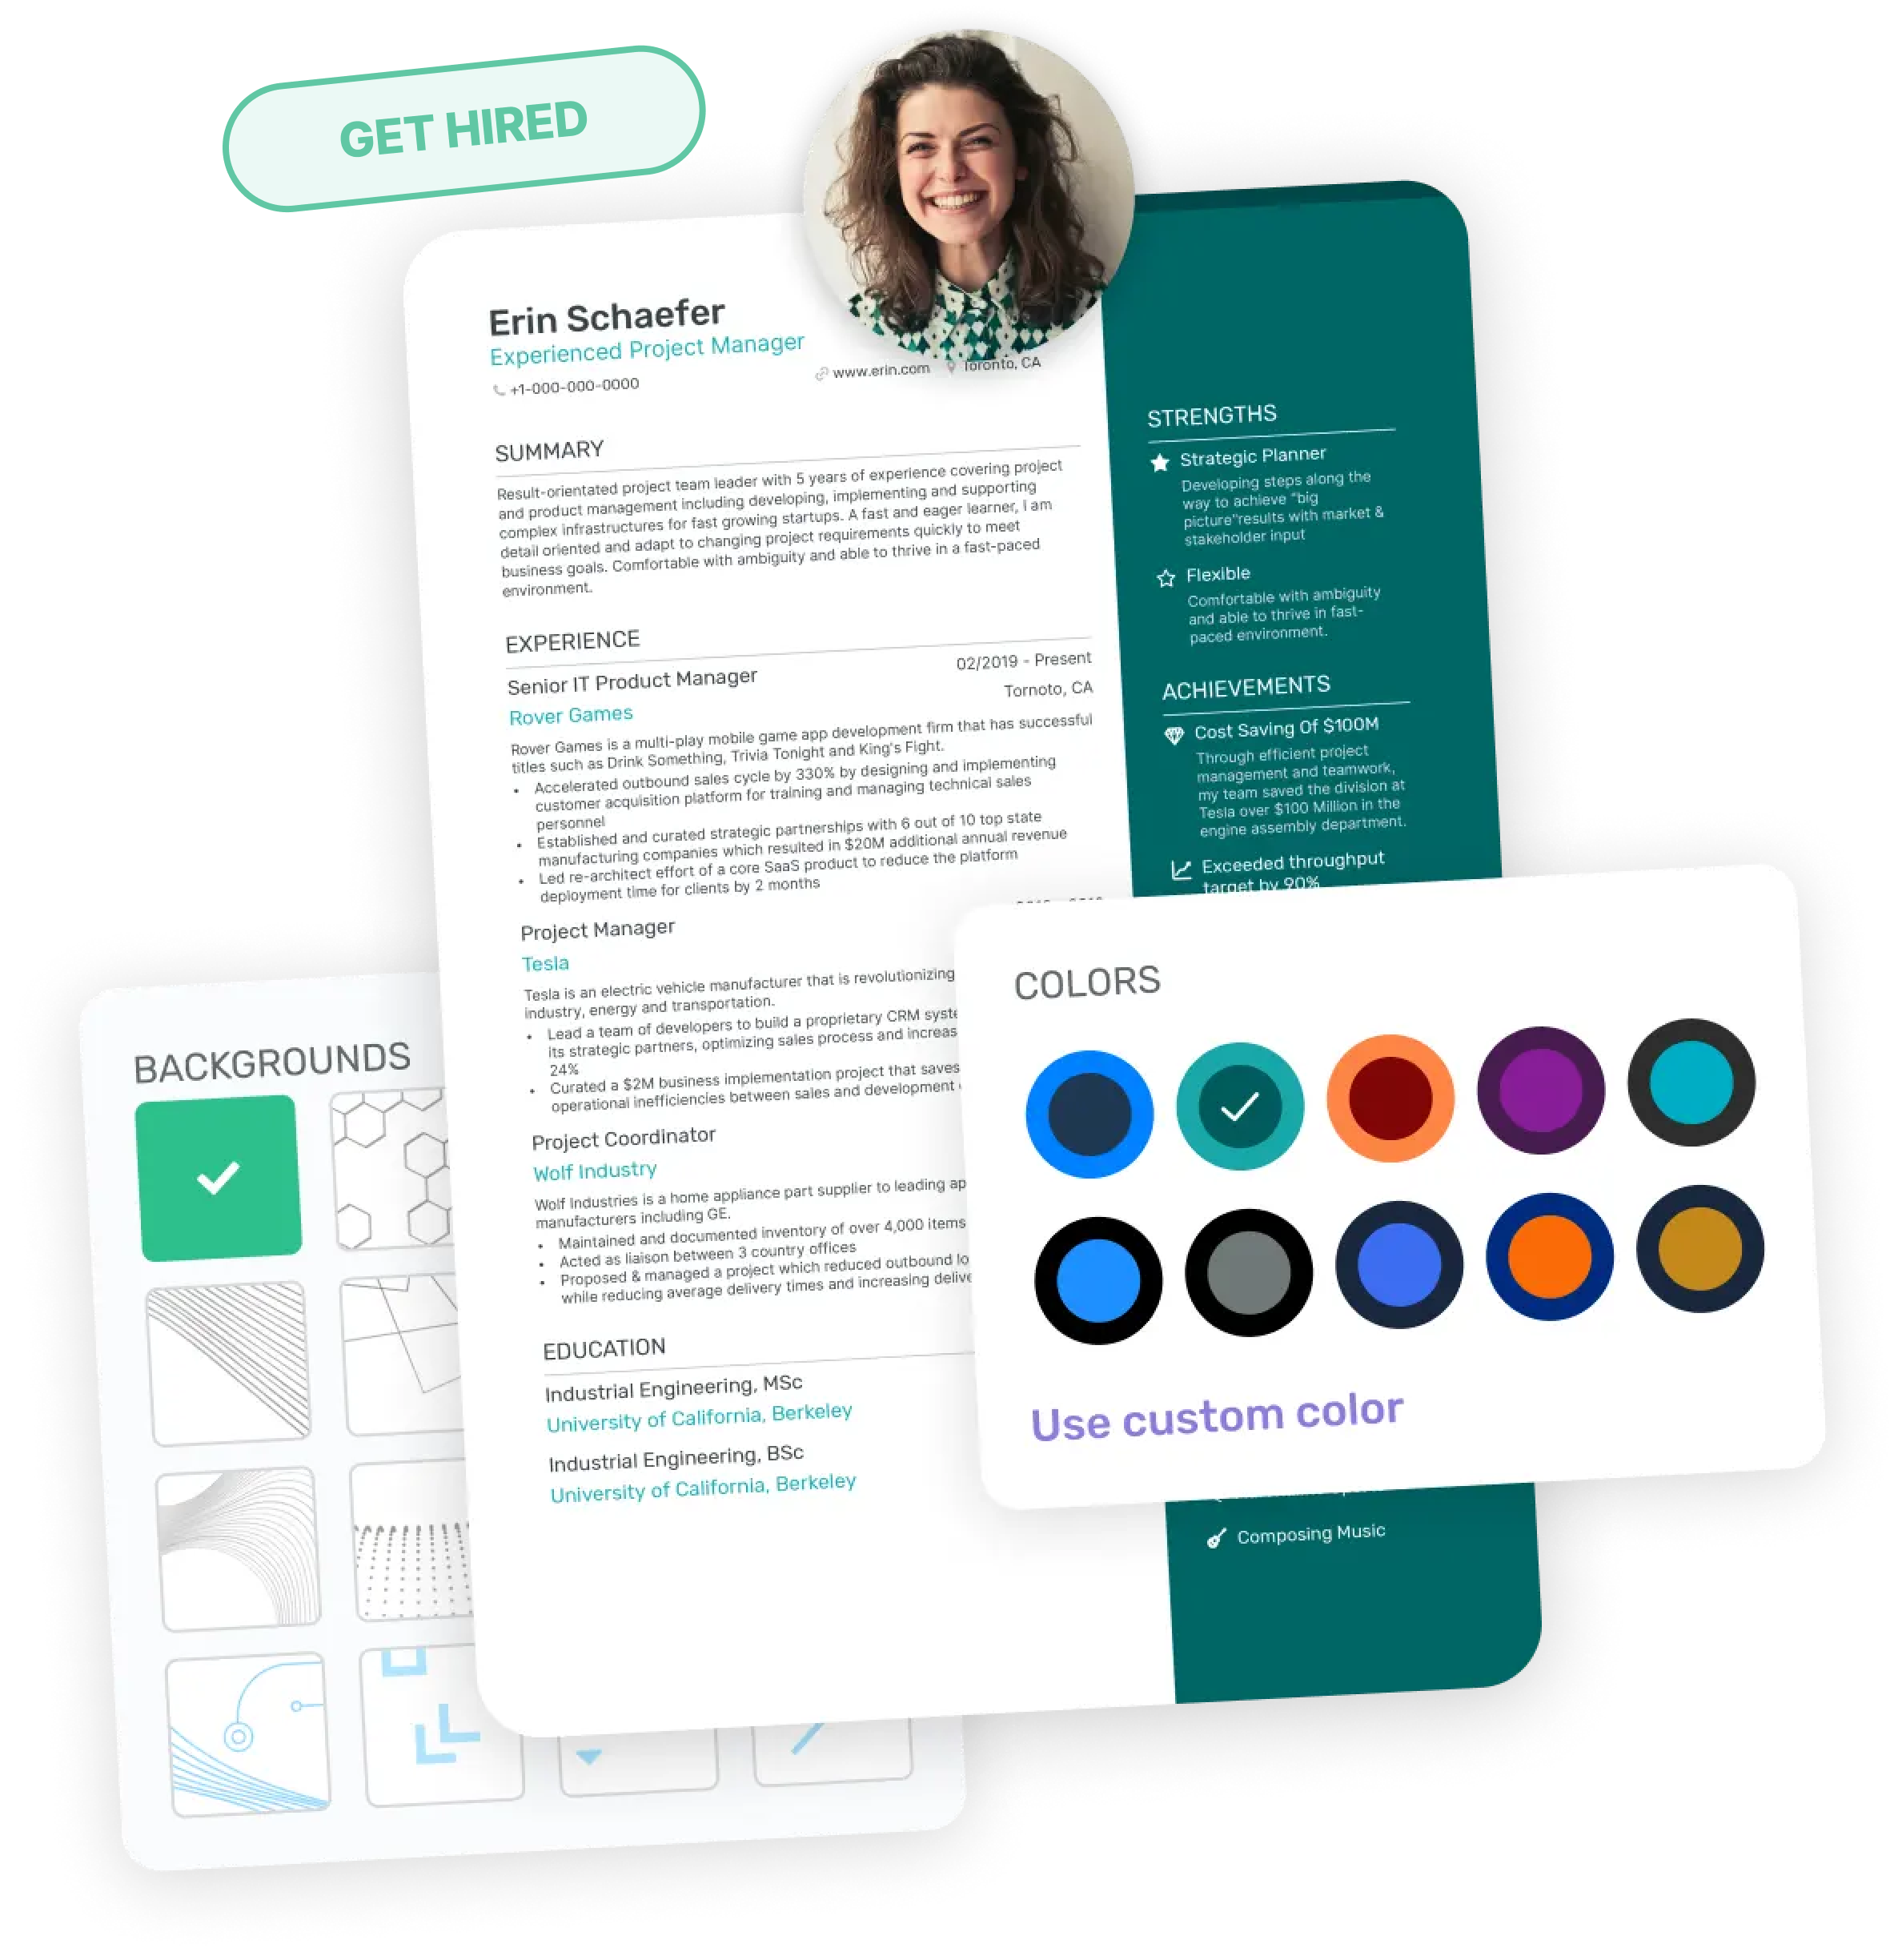 GET HIRED
Erin Schaefer
Experienced Project Manager
+1-000-000-0000
www.erin.com
Toronto, CA
SUMMARY
Result-orientated project team leader with 5 years of experience covering project
and product management including developing, implementing and supporting
complex infrastructures for fast growing startups. A fast and eager learner, I am
detail oriented and adapt to changing project requirements quickly to meet
business goals. Comfortable with ambiguity and able to thrive in a fast-paced
environment.
EXPERIENCE
Senior IT Product Manager
02/2019 - Present
Rover Games
Tornoto, CA
Rover Games is a multi-play mobile game app development firm that has successful
titles such as Drink Something, Trivia Tonight and King's Fight.
• Accelerated outbound sales cycle by 330% by designing and implementing
customer acquisition platform for training and managing technical sales
personnel
• Established and curated strategic partnerships with 6 out of 10 top state
manufacturing companies which resulted in $20M additional annual revenue
• Led re-architect effort of a core SaaS product to reduce the platform
deployment time for clients by 2 months
Project Manager
Tesla
Tesla is an electric vehicle manufacturer that is revolutionizing
industry, energy and transportation.
• Lead a team of developers to build a proprietary CRM
its strategic partners, optimizing sales process and
24%
• Curated a $2M business implementation project that saves
operational inefficiencies between sales and development
Project Coordinator
Wolf Industry
Wolf Industries is a home appliance part supplier to leading
manufacturers including GE.
• Maintained and documented inventory of over 4,000 items
• Acted as liaison between 3 country offices
• Proposed & managed a project which reduced outbound
while reducing average delivery times and increasing
EDUCATION
Industrial Engineering, MSc
University of California, Berkeley
Industrial Engineering, BSc
University of California, Berkeley
STRENGTHS
Strategic Planner
Developing steps along the
way to achieve "big
picture"results with market &
stakeholder input
Flexible
Comfortable with ambiguity
and able to thrive in fast-
paced environment.
ACHIEVEMENTS
Cost Saving Of $100M
Through efficient project
management and teamwork,
my team saved the division at
Tesla over $100 Million in the
engine assembly department.
Exceeded throughput
target by 90%
Composing Music
BACKGROUNDS
COLORS
Use custom color